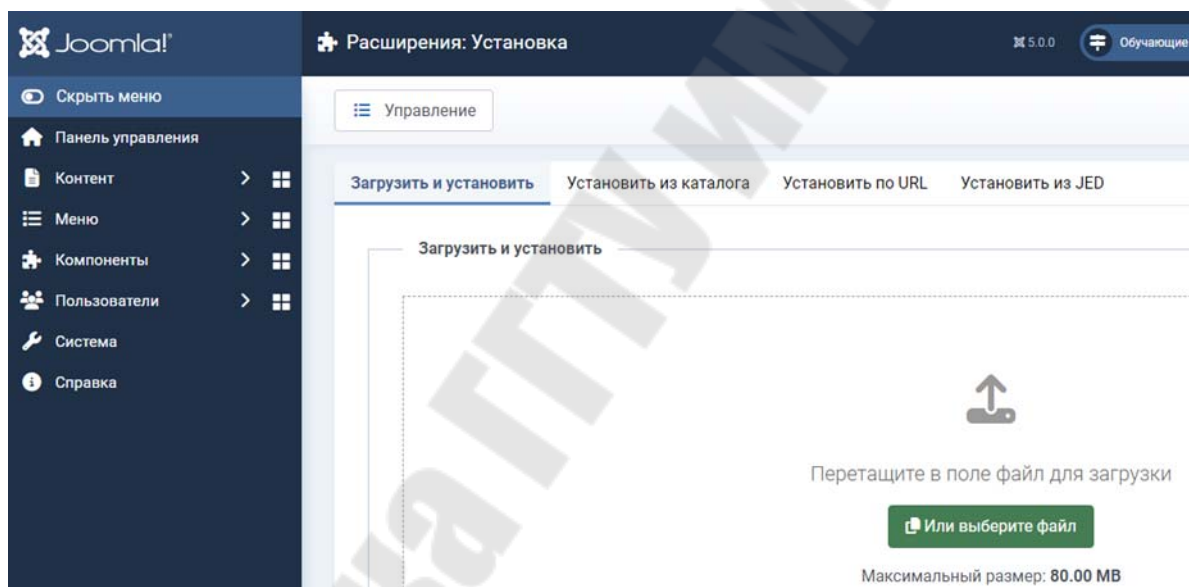 Joomla!
Расширения: Установка
5.0.0
Обучающие
Скрыть меню
Управление
Панель управления
Контент
Меню
Компоненты
Пользователи
Система
Справка
Загрузить и установить
Установить из каталога
Установить по URL
Установить из JED
Загрузить и установить
Перетащите в поле файл для загрузки
Или выберите файл
Максимальный размер: 80.00 MB
ГГТУ